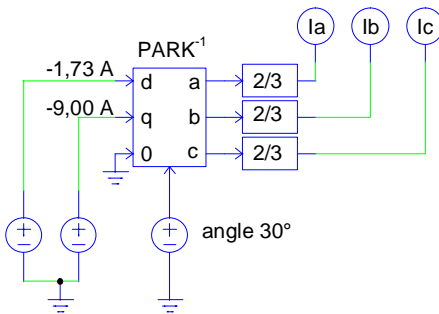 Ia Ib Ic
PARK⁻¹
-1,73 A d a 2/3
-9,00 A q b 2/3
0 c 2/3
angle 30°